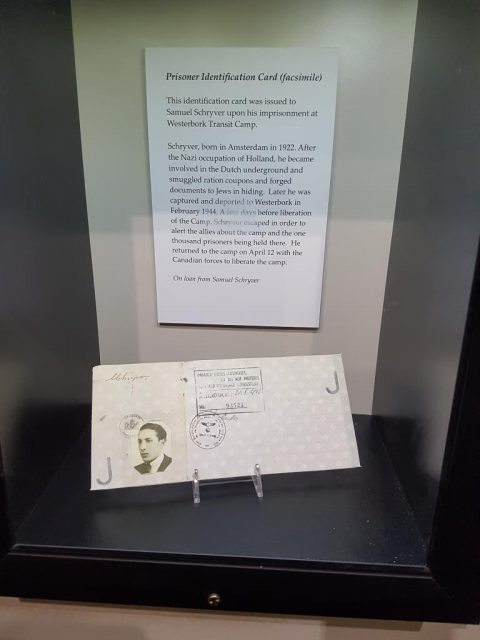 Prisoner Identification Card (facsimile)
This identification card was issued to
Samuel Schryver upon his imprisonment at
Westerbork Transit Camp.
Schryver, born in Amsterdam in 1922. After
the Nazi occupation of Holland, he became
involved in the Dutch underground and
smuggled ration coupons and forged
documents to Jews in hiding. Later he was
captured and deported to Westerbork in
February 1944. A few days before liberation
of the Camp, Schryver escaped in order to
alert the allies about the camp and the one
thousand prisoners being held there. He
returned to the camp on April 12 with the
Canadian forces to liberate the camp.
On loan from Samuel Schryver
J
J